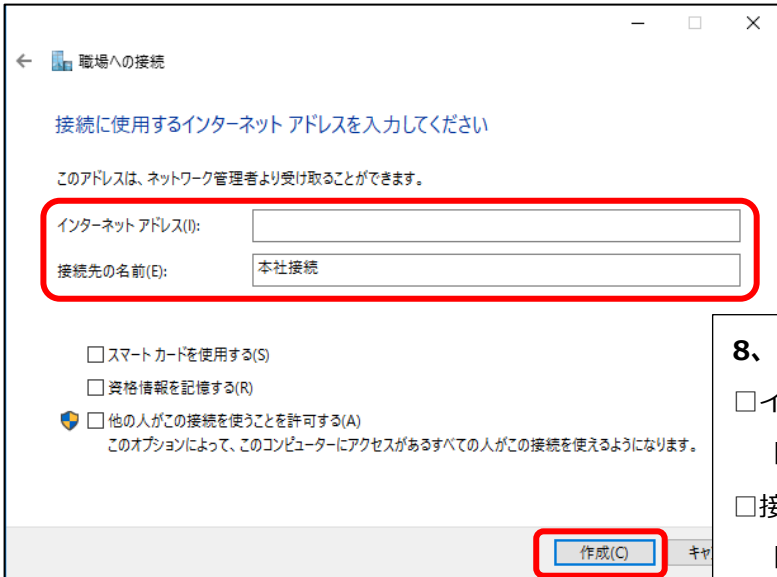 職場への接続
接続に使用するインターネット アドレスを入力してください
このアドレスは、ネットワーク管理者より受け取ることができます。
インターネット アドレス(I):
接続先の名前(E): 本社接続
□スマート カードを使用する(S)
□資格情報を記憶する(R)
□他の人がこの接続を使うことを許可する(A)
このオプションによって、このコンピューターにアクセスがあるすべての人がこの接続を使えるようになります。
8、
□イ
□接
作成(C) キャ